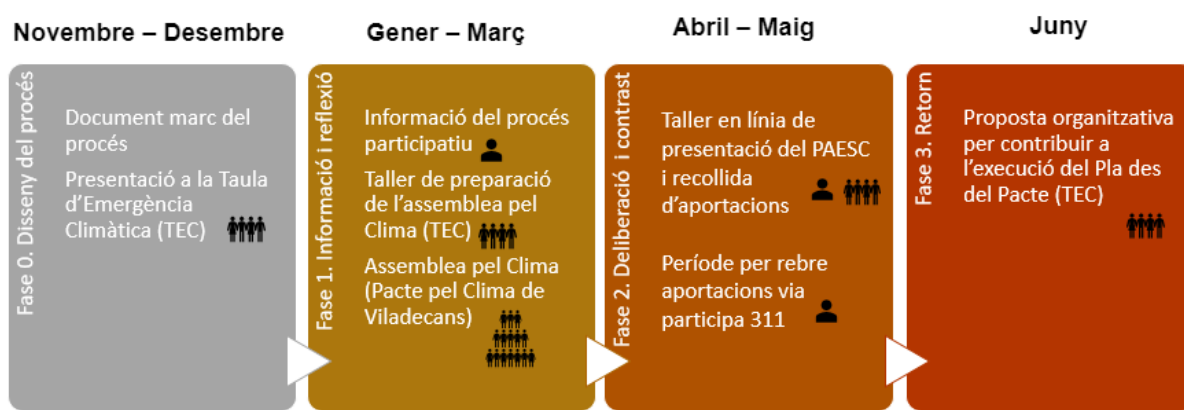 Novembre – Desembre
Fase 0. Disseny del procés
Document marc del
procés
Presentació a la Taula
d'Emergència
Climàtica (TEC)
Gener – Març
Fase 1. Informació i reflexió
Informació del procés
participatiu
Taller de preparació
de l'assemblea pel
Clima (TEC)
Assemblea pel Clima
(Pacte pel Clima de
Viladecans)
Abril – Maig
Fase 2. Deliberació i contrast
Taller en línia de
presentació del PAESC
i recollida
d'aportacions
Període per rebre
aportacions via
participa 311
Juny
Fase 3. Retorn
Proposta organitzativa
per contribuir a
l'execució del Pla des
del Pacte (TEC)